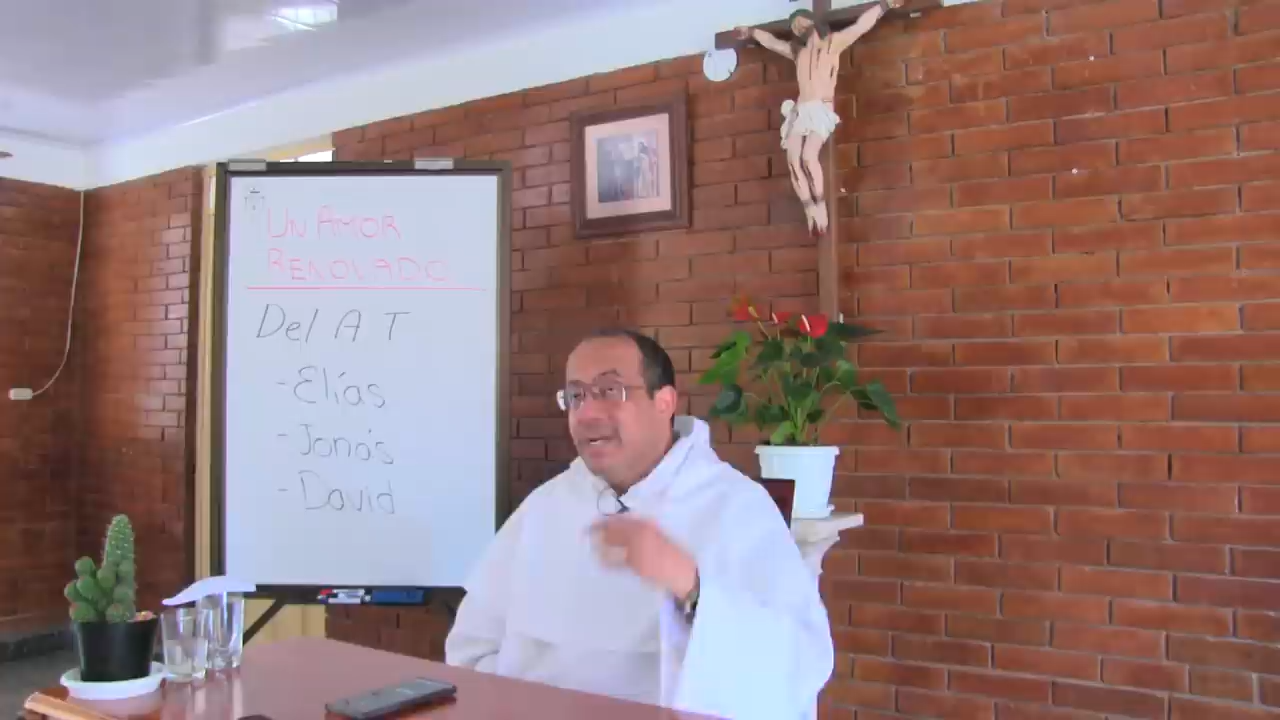 UN AMOR
RENOVADO
Del A T
- Elías
- Jonás
- David